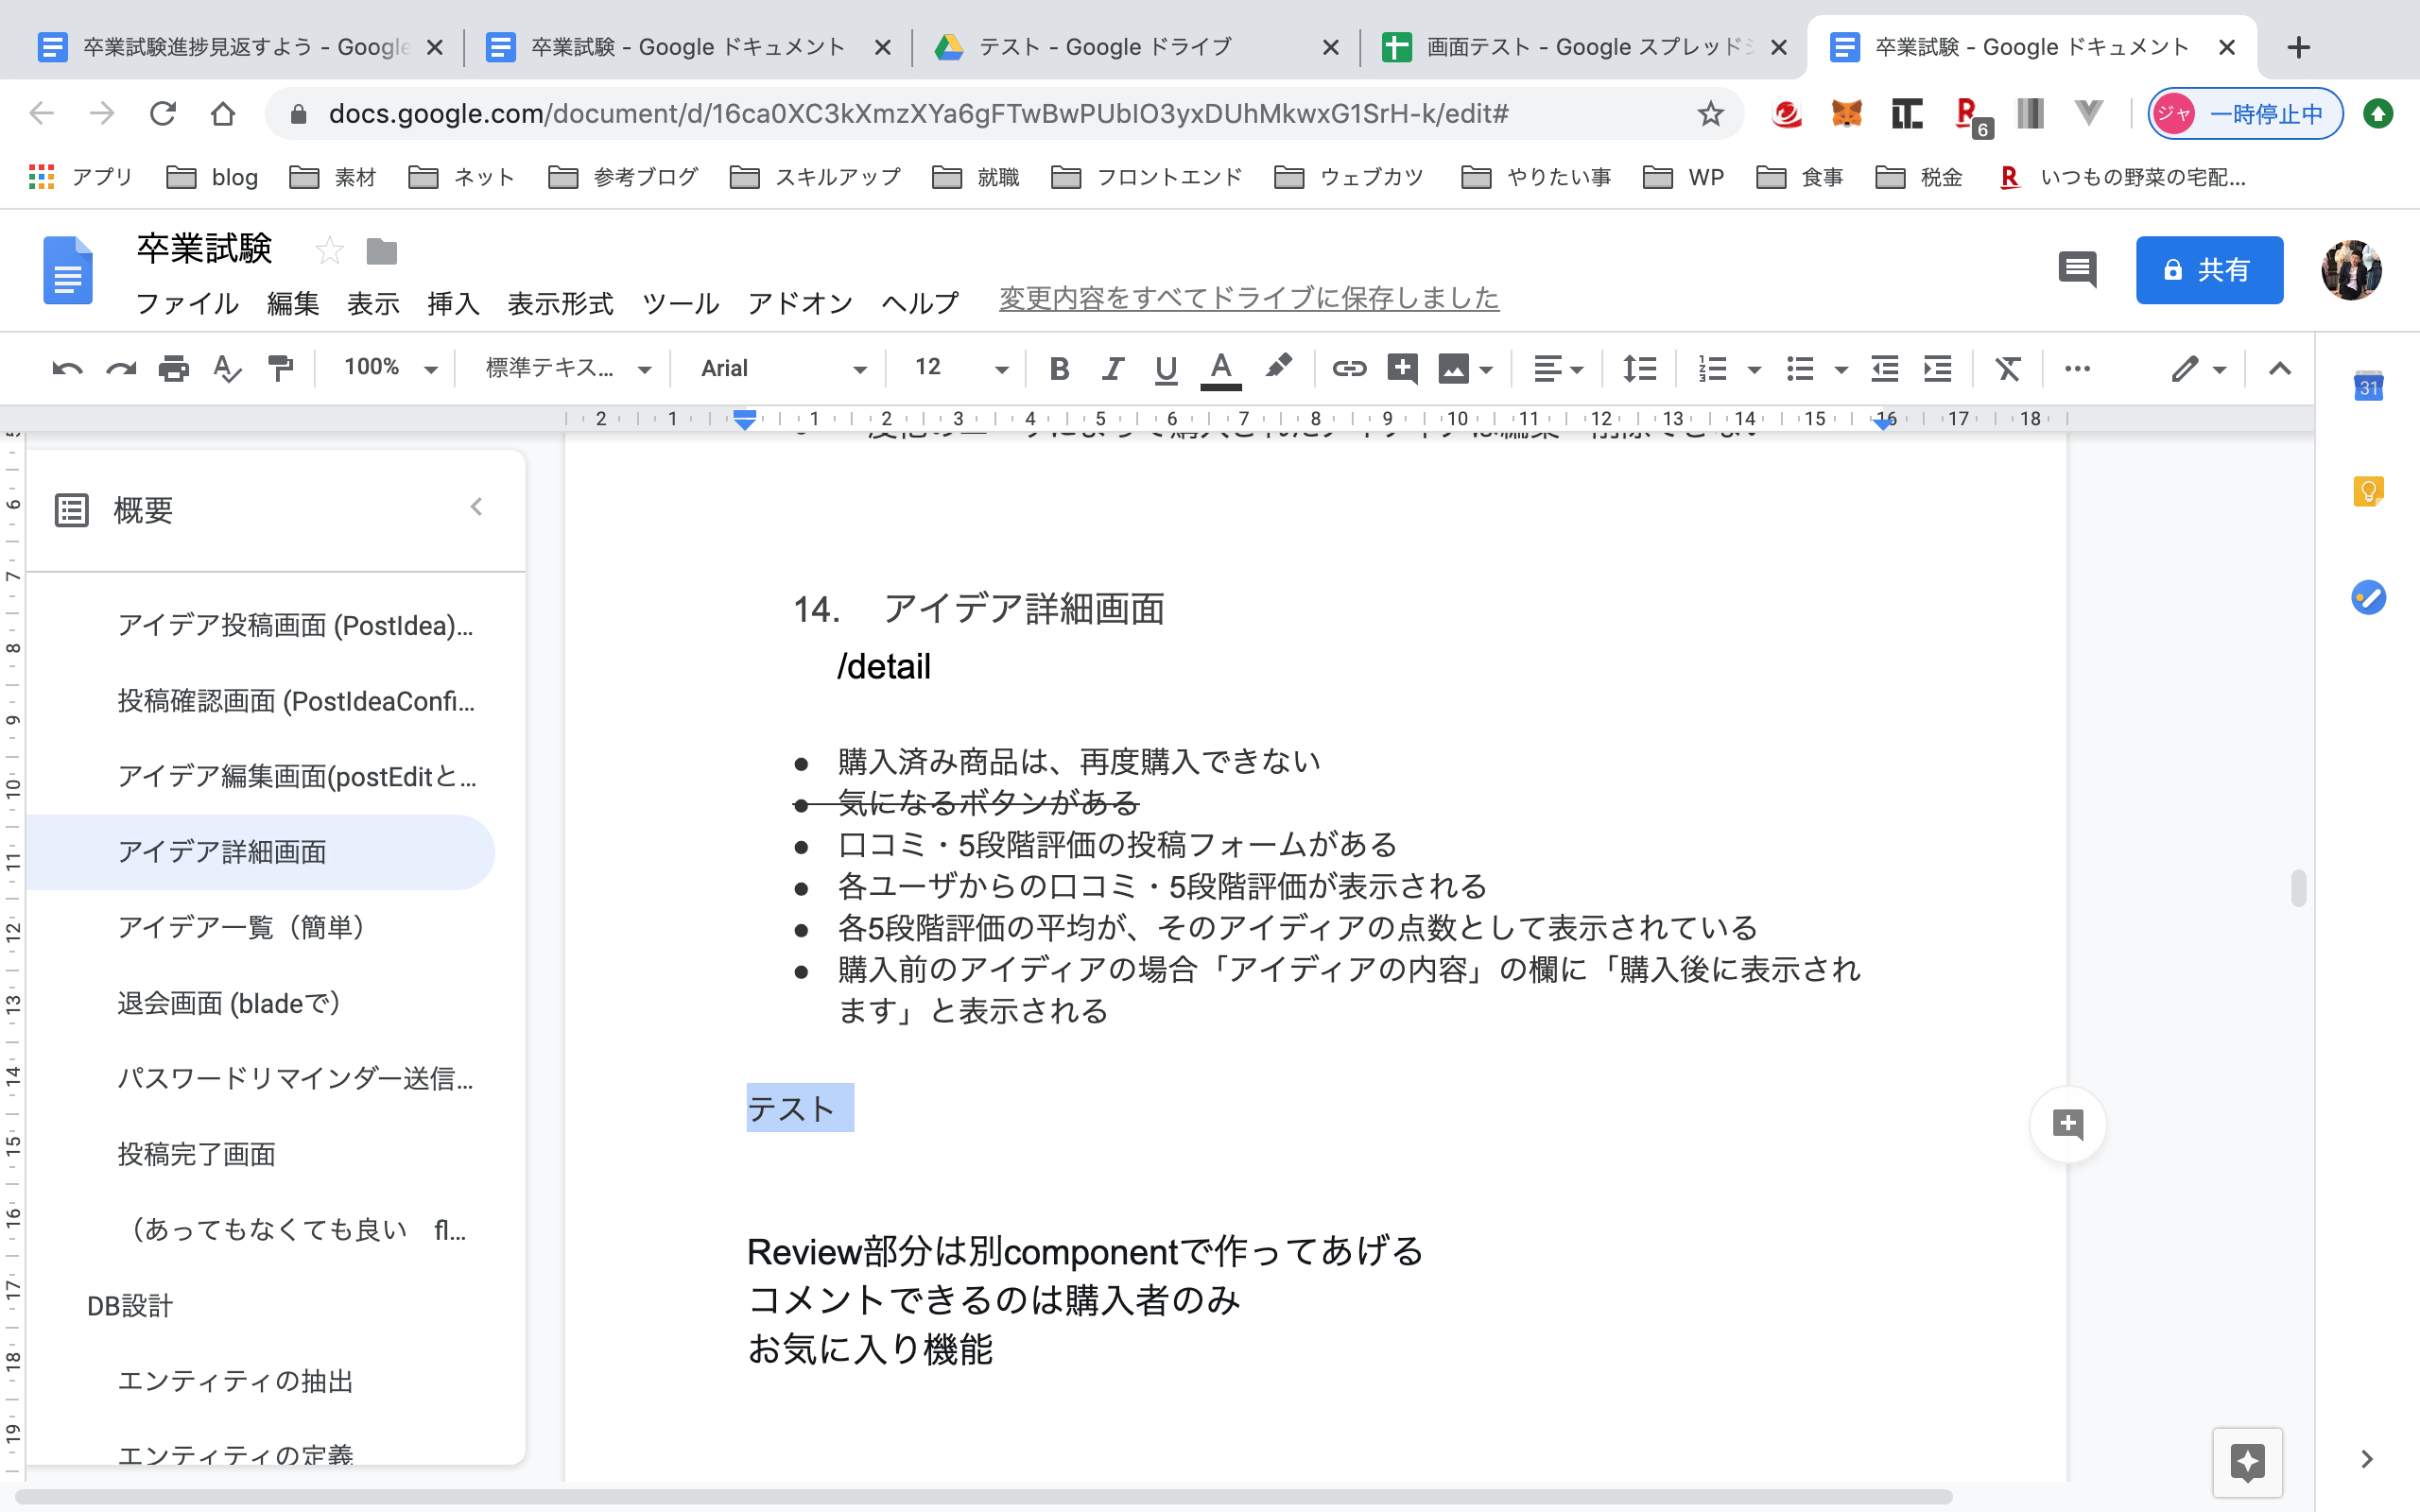 卒業試験進捗見返すよう - Google
卒業試験 - Google ドキュメント
テスト - Google ドライブ
画面テスト - Google スプレッド
卒業試験 - Google ドキュメント
docs.google.com/document/d/16ca0XC3kXmzXYa6gFTwBwPUbIO3yxDUhMkwxG1SrH-k/edit#
6
ジャ 一時停止中
アプリ blog 素材 ネット 参考ブログ スキルアップ 就職 フロントエンド ウェブカツ やりたい事 WP 食事 税金 いつもの野菜の宅配...
卒業試験
共有
ファイル 編集 表示 挿入 表示形式 ツール アドオン ヘルプ 変更内容をすべてドライブに保存しました
100% 標準テキス... Arial 12
31
2 1 1 2 3 4 5 6 7 8 9 10 11 12 13 14 15 16 17 18
6 7 8 9 10 11 12 13 14 15 16 17 18 19
概要
アイデア投稿画面 (PostIdea)...
投稿確認画面 (PostIdeaConfi...
アイデア編集画面(postEditと...
アイデア詳細画面
アイデア一覧（簡単）
退会画面 (bladeで）
パスワードリマインダー送信...
投稿完了画面
（あってもなくても良い　fl...
DB設計
エンティティの抽出
エンティティの定義
14. アイデア詳細画面
/detail
● 購入済み商品は、再度購入できない
● 気になるボタンがある
● 口コミ・5段階評価の投稿フォームがある
● 各ユーザからの口コミ・5段階評価が表示される
● 各5段階評価の平均が、そのアイディアの点数として表示されている
● 購入前のアイディアの場合「アイディアの内容」の欄に「購入後に表示され
ます」と表示される
テスト
Review部分は別componentで作ってあげる
コメントできるのは購入者のみ
お気に入り機能